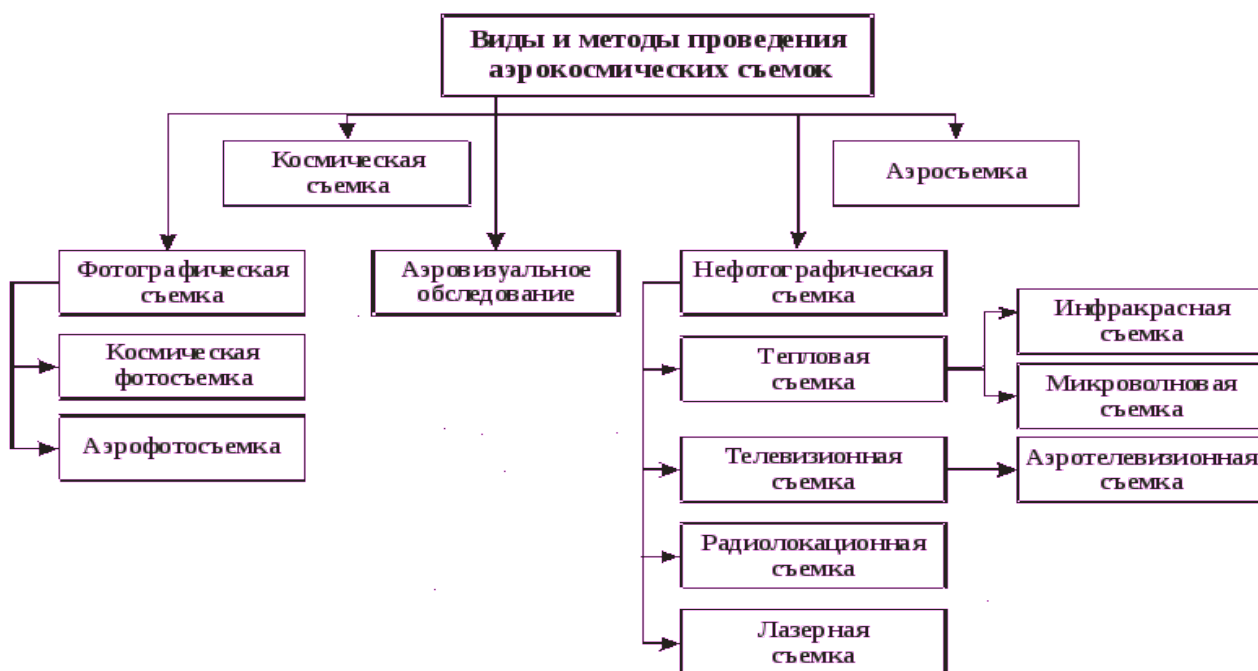 Виды и методы проведения
аэрокосмических съемок
Космическая
съемка
Аэросъемка
Фотографическая
съемка
Аэровизуальное
обследование
Нефотографическая
съемка
Космическая
фотосъемка
Аэрофотосъемка
Тепловая
съемка
Инфракрасная
съемка
Микроволновая
съемка
Телевизионная
съемка
Аэротелевизионная
съемка
Радиолокационная
съемка
Лазерная
съемка